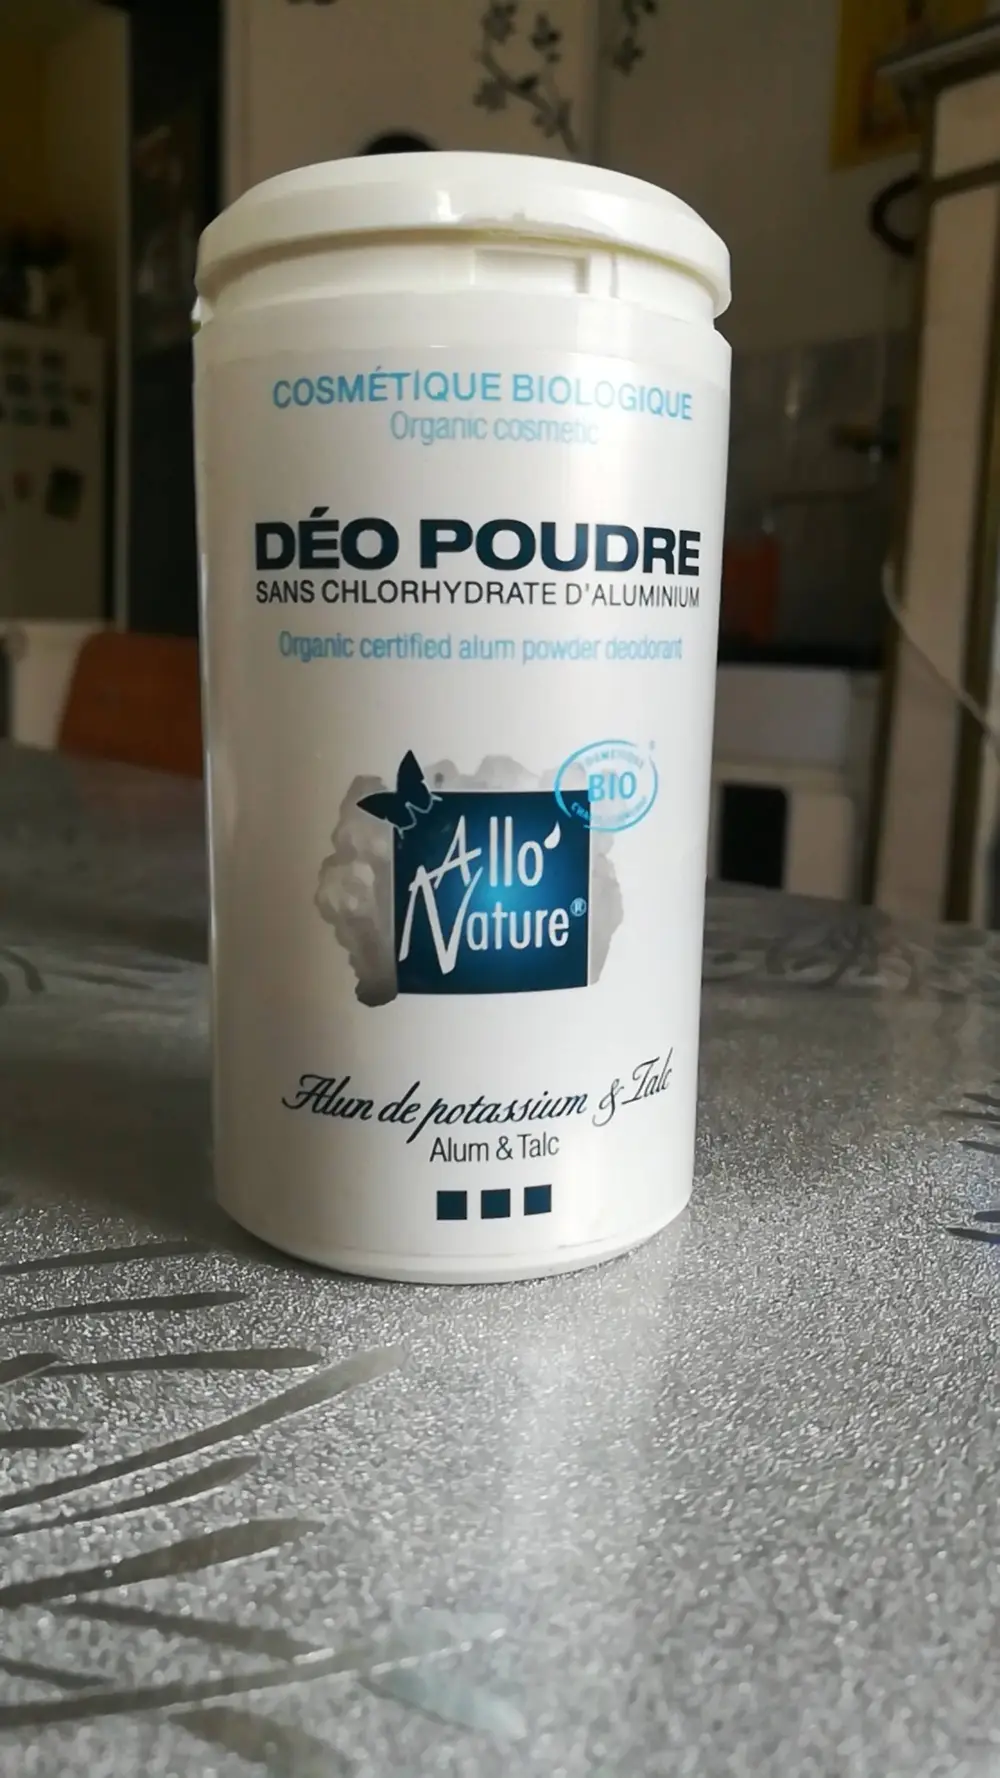 COSMÉTIQUE BIOLOGIQUE
Organic cosmetic
DÉO POUDRE
SANS CHLORHYDRATE D'ALUMINIUM
Organic certified alum powder deodorant
COSMETIQUE
BIO
Allo'
Nature®
Alun de potassium & Talc
Alum & Talc